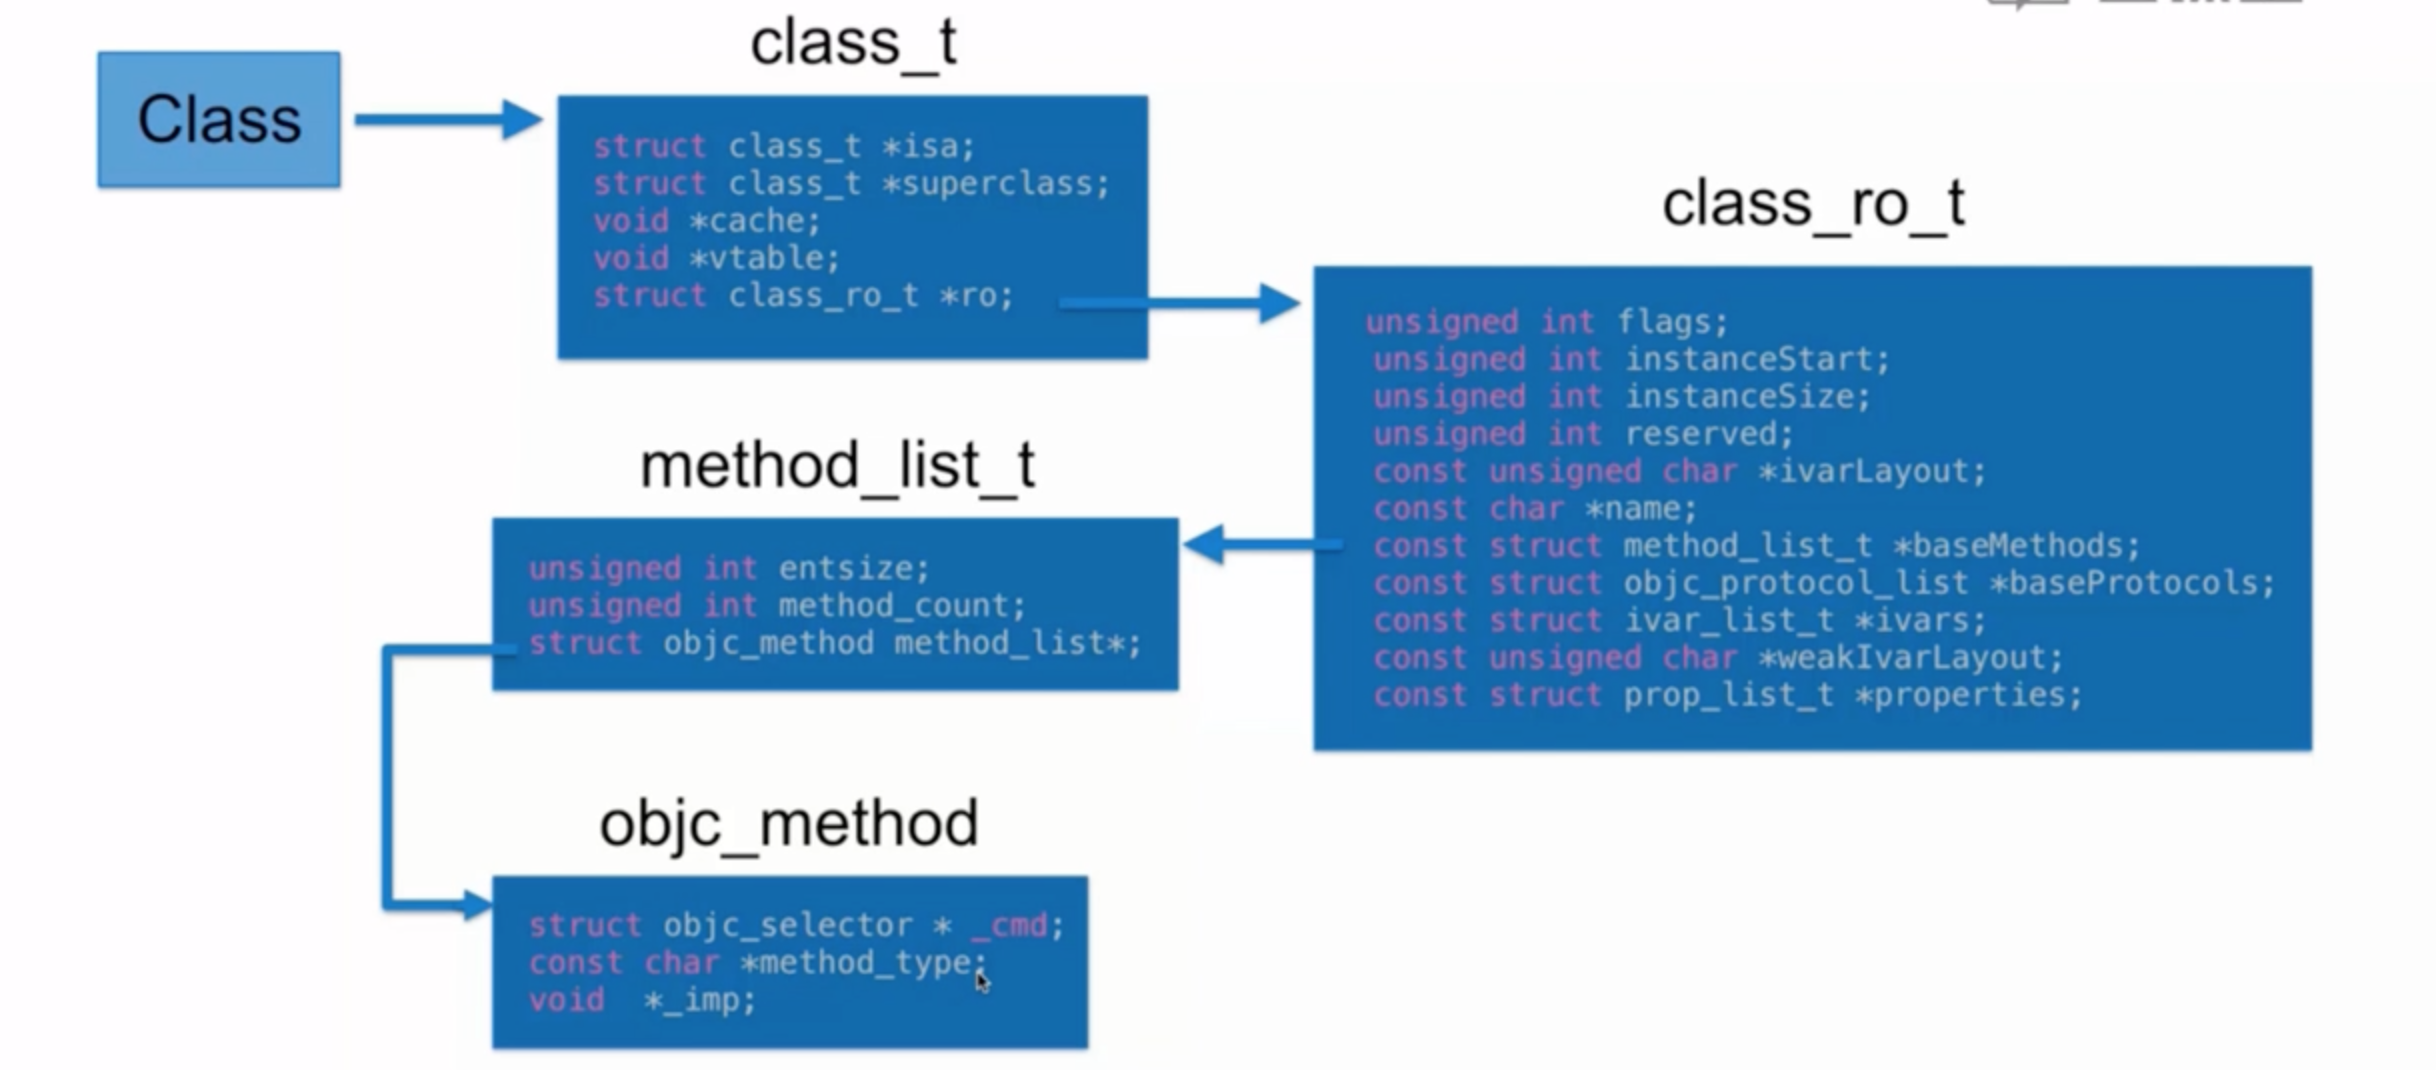 Class
class_t
struct class_t *isa;
struct class_t *superclass;
void *cache;
void *vtable;
struct class_ro_t *ro;
class_ro_t
unsigned int flags;
unsigned int instanceStart;
unsigned int instanceSize;
unsigned int reserved;
const unsigned char *ivarLayout;
const char *name;
const struct method_list_t *baseMethods;
const struct objc_protocol_list *baseProtocols;
const struct ivar_list_t *ivars;
const unsigned char *weakIvarLayout;
const struct prop_list_t *properties;
method_list_t
unsigned int entsize;
unsigned int method_count;
struct objc_method method_list*;
objc_method
struct objc_selector * _cmd;
const char *method_type;
void  *_imp;